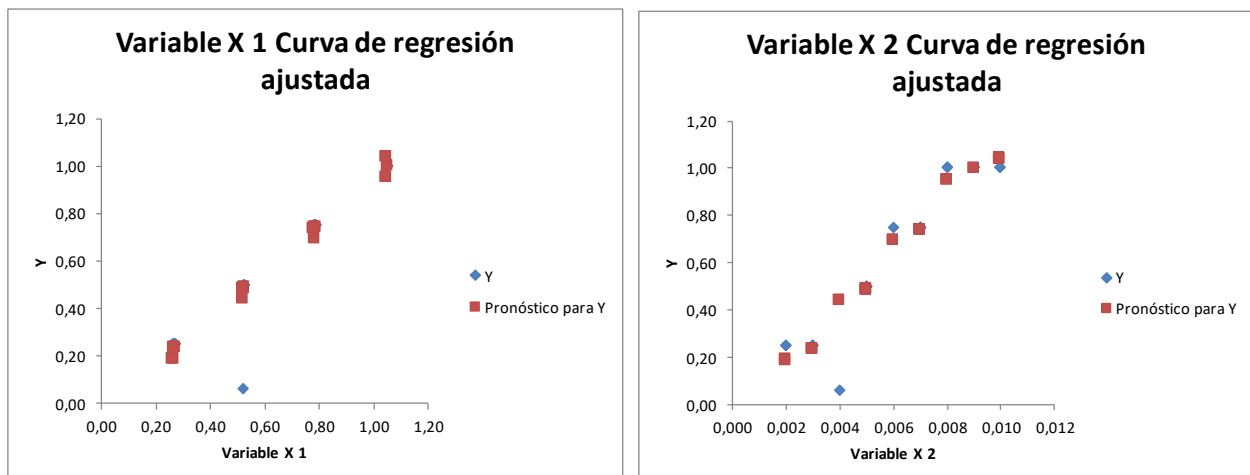 Variable X 1 Curva de regresión
ajustada
1,20
1,00
0,80
0,60
0,40
0,20
0,00
Y
0,00 0,20 0,40 0,60 0,80 1,00 1,20
Variable X 1
Y
Pronóstico para Y
Variable X 2 Curva de regresión
ajustada
1,20
1,00
0,80
0,60
0,40
0,20
0,00
Y
0,000 0,002 0,004 0,006 0,008 0,010 0,012
Variable X 2
Y
Pronóstico para Y